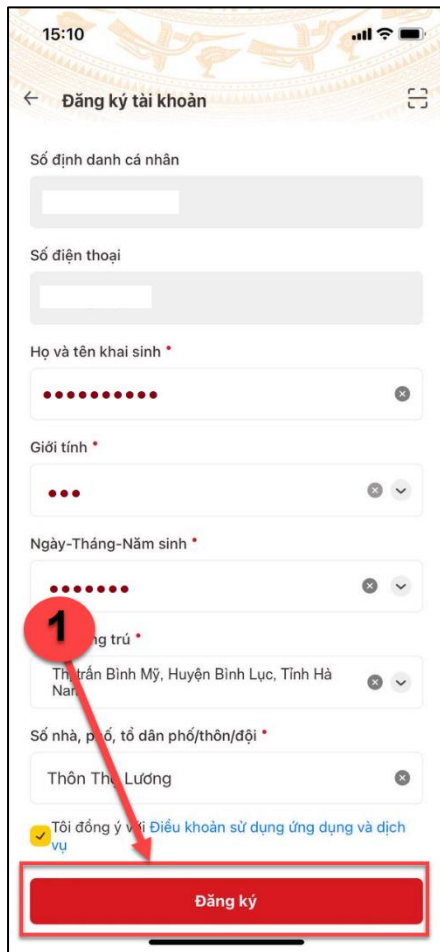 15:10
Đăng ký tài khoản
Số định danh cá nhân
Số điện thoại
Họ và tên khai sinh *
Giới tính *
Ngày-Tháng-Năm sinh *
1
trú *
Bình Mỹ, Huyện Bình Lục, Tỉnh Hà
Số nhà, tổ dân phố/thôn/đội *
Thôn Lương
Tôi đồng ý với Điều khoản sử dụng ứng dụng và dịch
vụ
Đăng ký